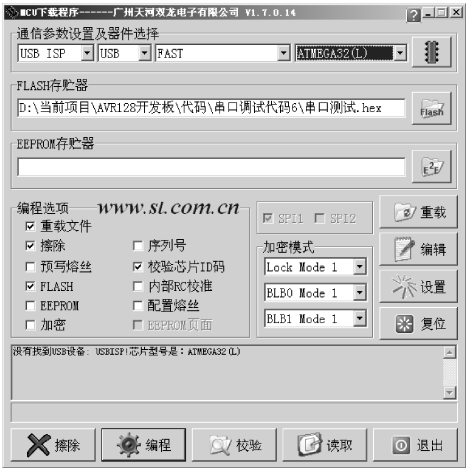 MCU下载程序------广州天河双龙电子有限公司 V1.7.0.14
通信参数设置及器件选择
USB ISP USB FAST ATMEGA32(L)
FLASH存贮器
D:\当前项目\AVR128开发板\代码\串口调试代码6\串口测试.hex
Flash
EEPROM存贮器
E²F
编程选项 www.sl.com.cn
重载文件
擦除 序列号
预写熔丝 校验芯片ID码
FLASH 内部RC校准
EEPROM 配置熔丝
加密 EEPROM页面
SPI1 SPI2
加密模式
Lock Mode 1
BLB0 Mode 1
BLB1 Mode 1
重载
编辑
设置
复位
没有找到USB设备: USBISP!芯片型号是: ATMEGA32(L)
擦除 编程 校验 读取 退出